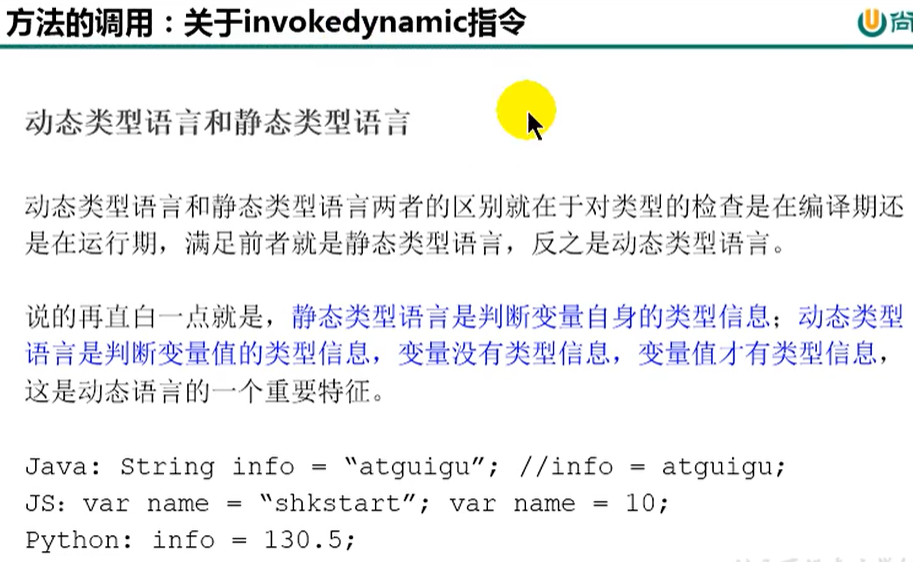 方法的调用：关于invokedynamic指令
尚
动态类型语言和静态类型语言
动态类型语言和静态类型语言两者的区别就在于对类型的检查是在编译期还
是在运行期，满足前者就是静态类型语言，反之是动态类型语言。
说的再直白一点就是，静态类型语言是判断变量自身的类型信息；动态类型
语言是判断变量值的类型信息，变量没有类型信息，变量值才有类型信息，
这是动态语言的一个重要特征。
Java: String info = “atguigu”; //info = atguigu;
JS：var name = “shkstart”; var name = 10;
Python: info = 130.5;